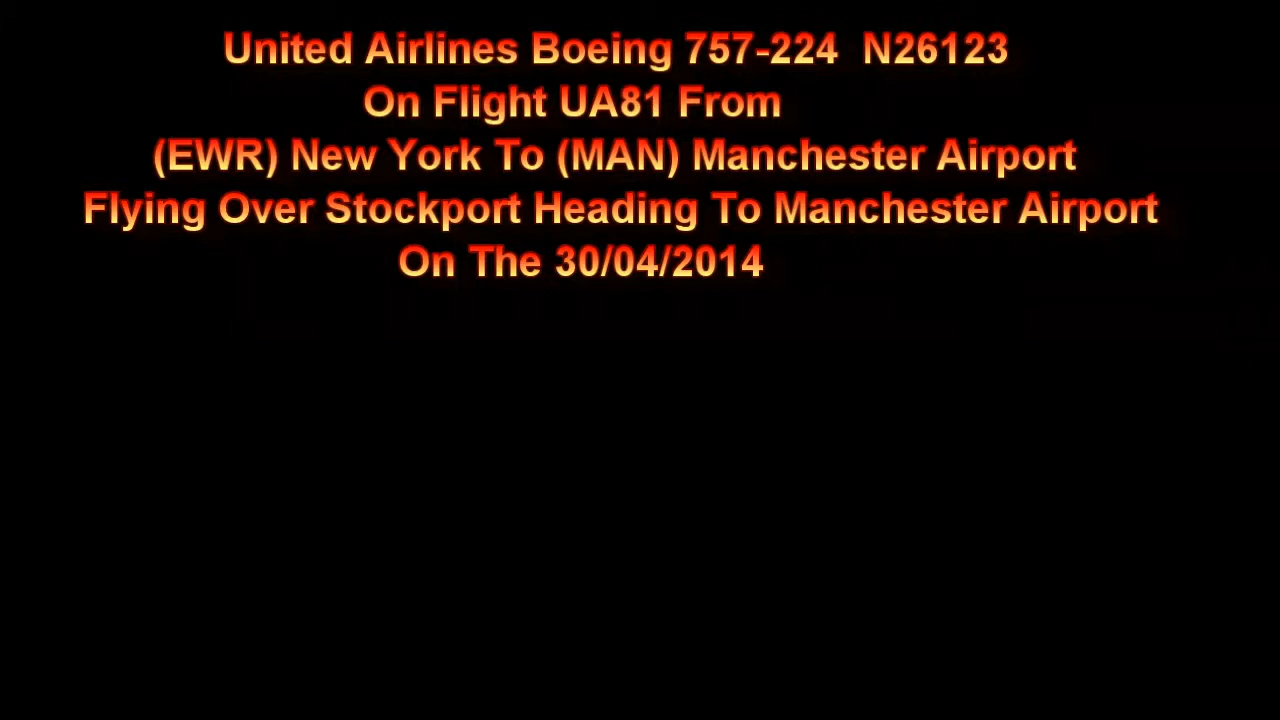 United Airlines Boeing 757-224 N26123
On Flight UA81 From
(EWR) New York To (MAN) Manchester Airport
Flying Over Stockport Heading To Manchester Airport
On The 30/04/2014